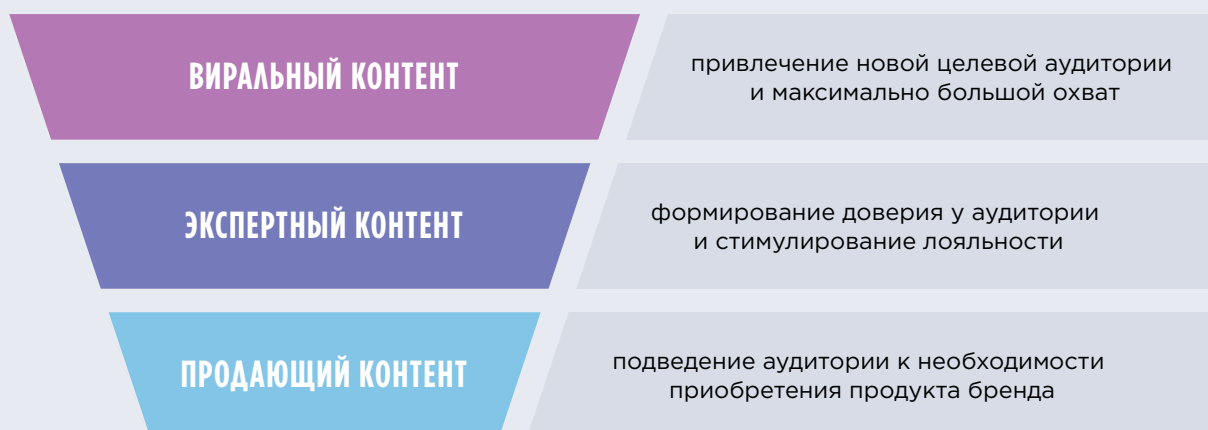 ВИРАЛЬНЫЙ КОНТЕНТ
привлечение новой целевой аудитории
и максимально большой охват
ЭКСПЕРТНЫЙ КОНТЕНТ
формирование доверия у аудитории
и стимулирование лояльности
ПРОДАЮЩИЙ КОНТЕНТ
подведение аудитории к необходимости
приобретения продукта бренда